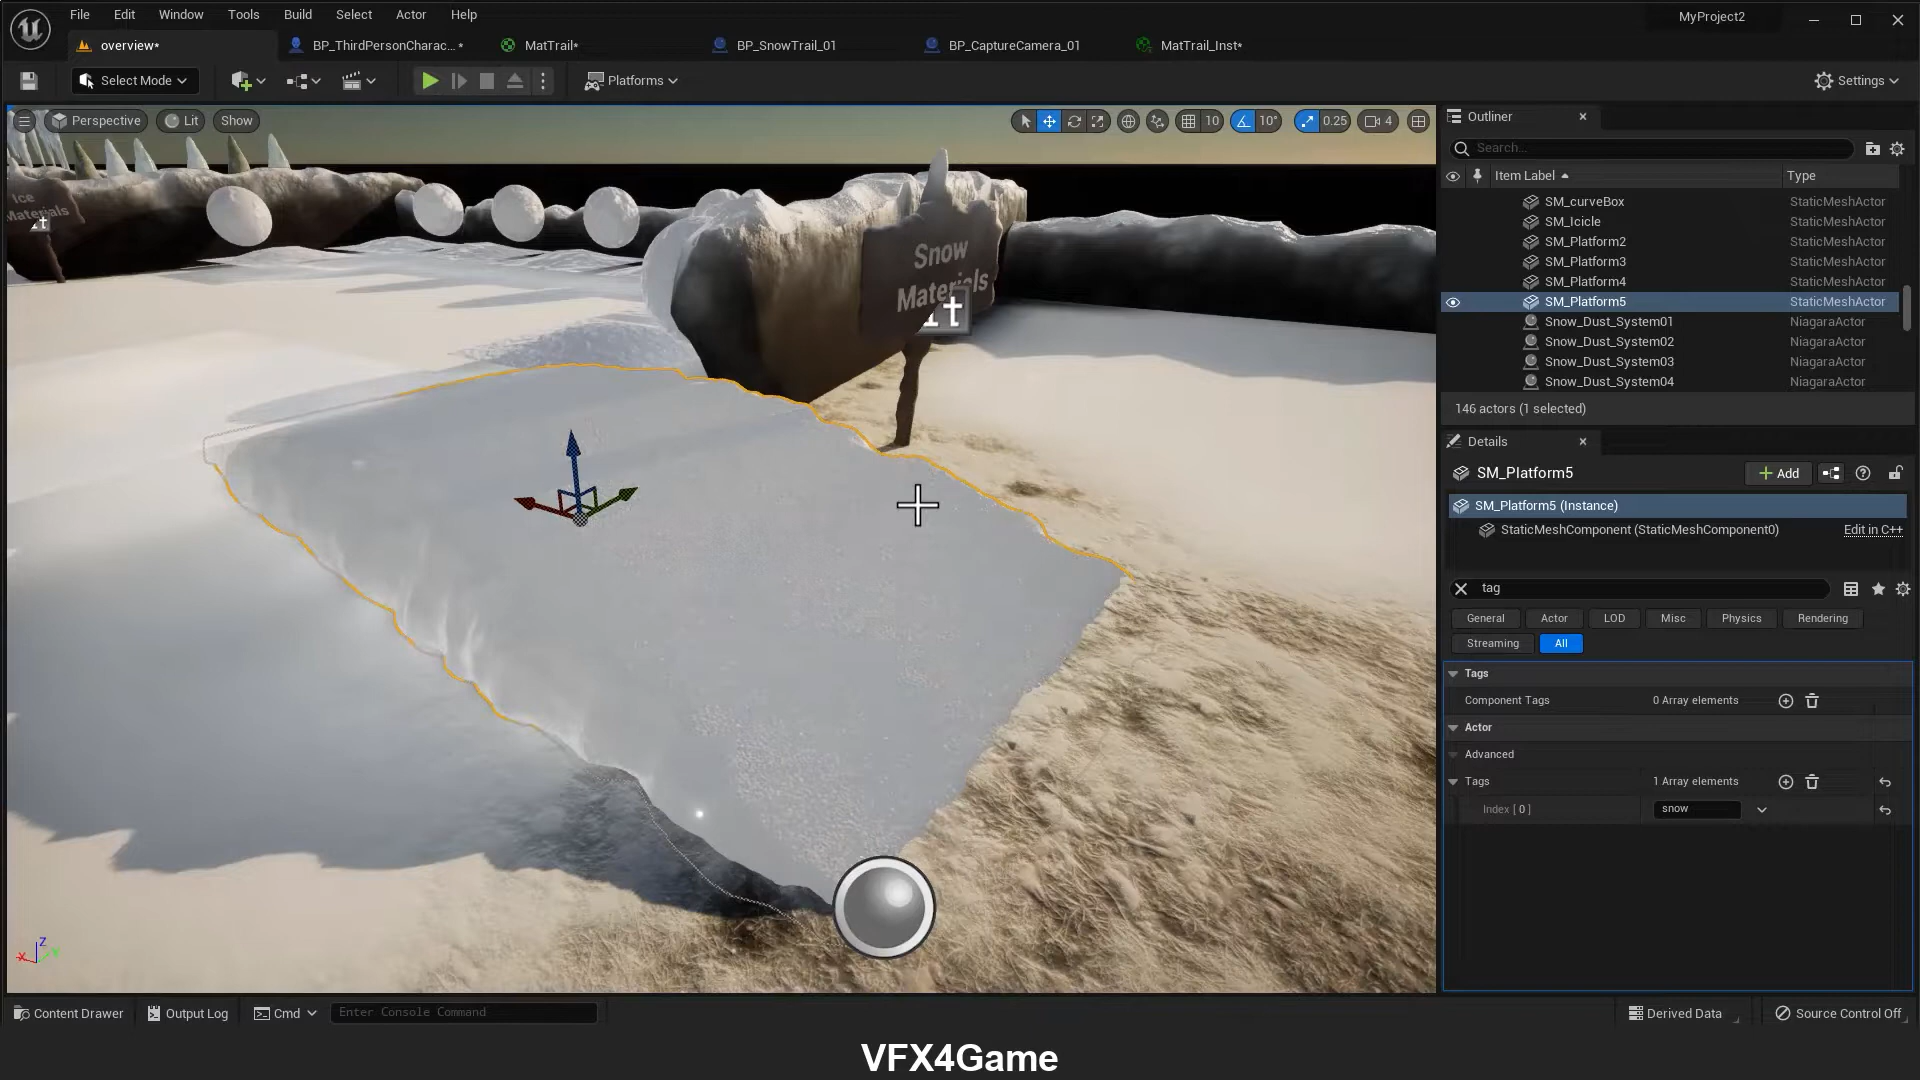 File Edit Window Tools Build Select Actor Help
MyProject2
overview*
BP_ThirdPersonCharac... *
MatTrail*
BP_SnowTrail_01
BP_CaptureCamera_01
MatTrail_Inst*
Select Mode
Platforms
Settings
Perspective Lit Show
10 10° 0.25 4
Ice
Materials
Snow
Materials
Z
X
Y
Outliner
Search...
Item Label Type
SM_curveBox StaticMeshActor
SM_Icicle StaticMeshActor
SM_Platform2 StaticMeshActor
SM_Platform3 StaticMeshActor
SM_Platform4 StaticMeshActor
SM_Platform5 StaticMeshActor
Snow_Dust_System01 NiagaraActor
Snow_Dust_System02 NiagaraActor
Snow_Dust_System03 NiagaraActor
Snow_Dust_System04 NiagaraActor
146 actors (1 selected)
Details
SM_Platform5
Add
SM_Platform5 (Instance)
StaticMeshComponent (StaticMeshComponent0) Edit in C++
tag
General Actor LOD Misc Physics Rendering
Streaming All
Tags
Component Tags 0 Array elements
Actor
Advanced
Tags 1 Array elements
Index [ 0 ] snow
Content Drawer Output Log Cmd Enter Console Command Derived Data Source Control Off
VFX4Game